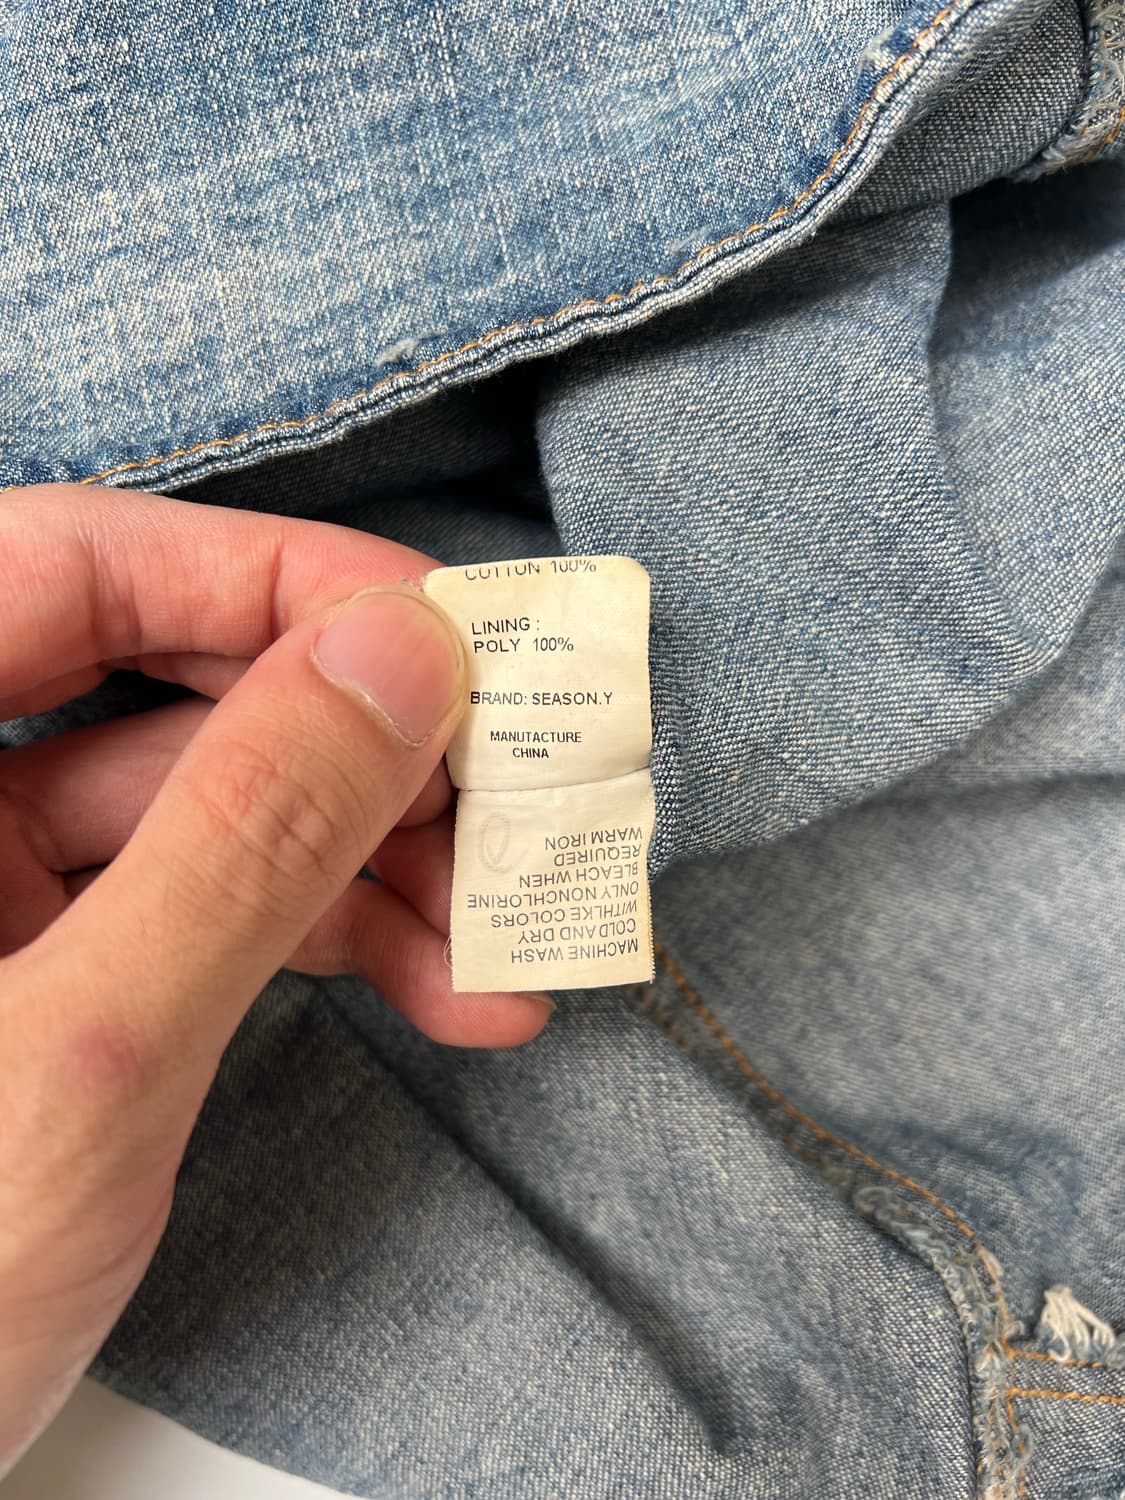 COTTON 100%
LINING :
POLY 100%
BRAND: SEASON.Y
MANUTACTURE
CHINA
MACHINE WASH
COLD AND DRY
WITHLKE COLORS
ONLY NONCHLORINE
BLEACH WHEN
REQUIRED
WARM IRON